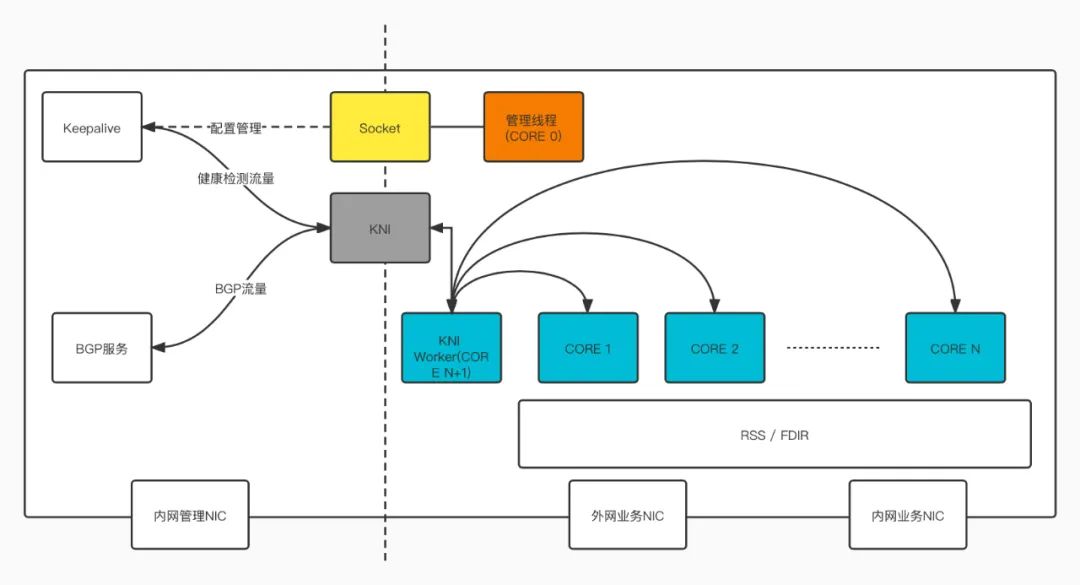 Keepalive
配置管理
Socket
管理线程
(CORE 0)
健康检测流量
KNI
BGP流量
BGP服务
KNI
Worker(COR
E N+1)
CORE 1
CORE 2
CORE N
RSS / FDIR
内网管理NIC
外网业务NIC
内网业务NIC